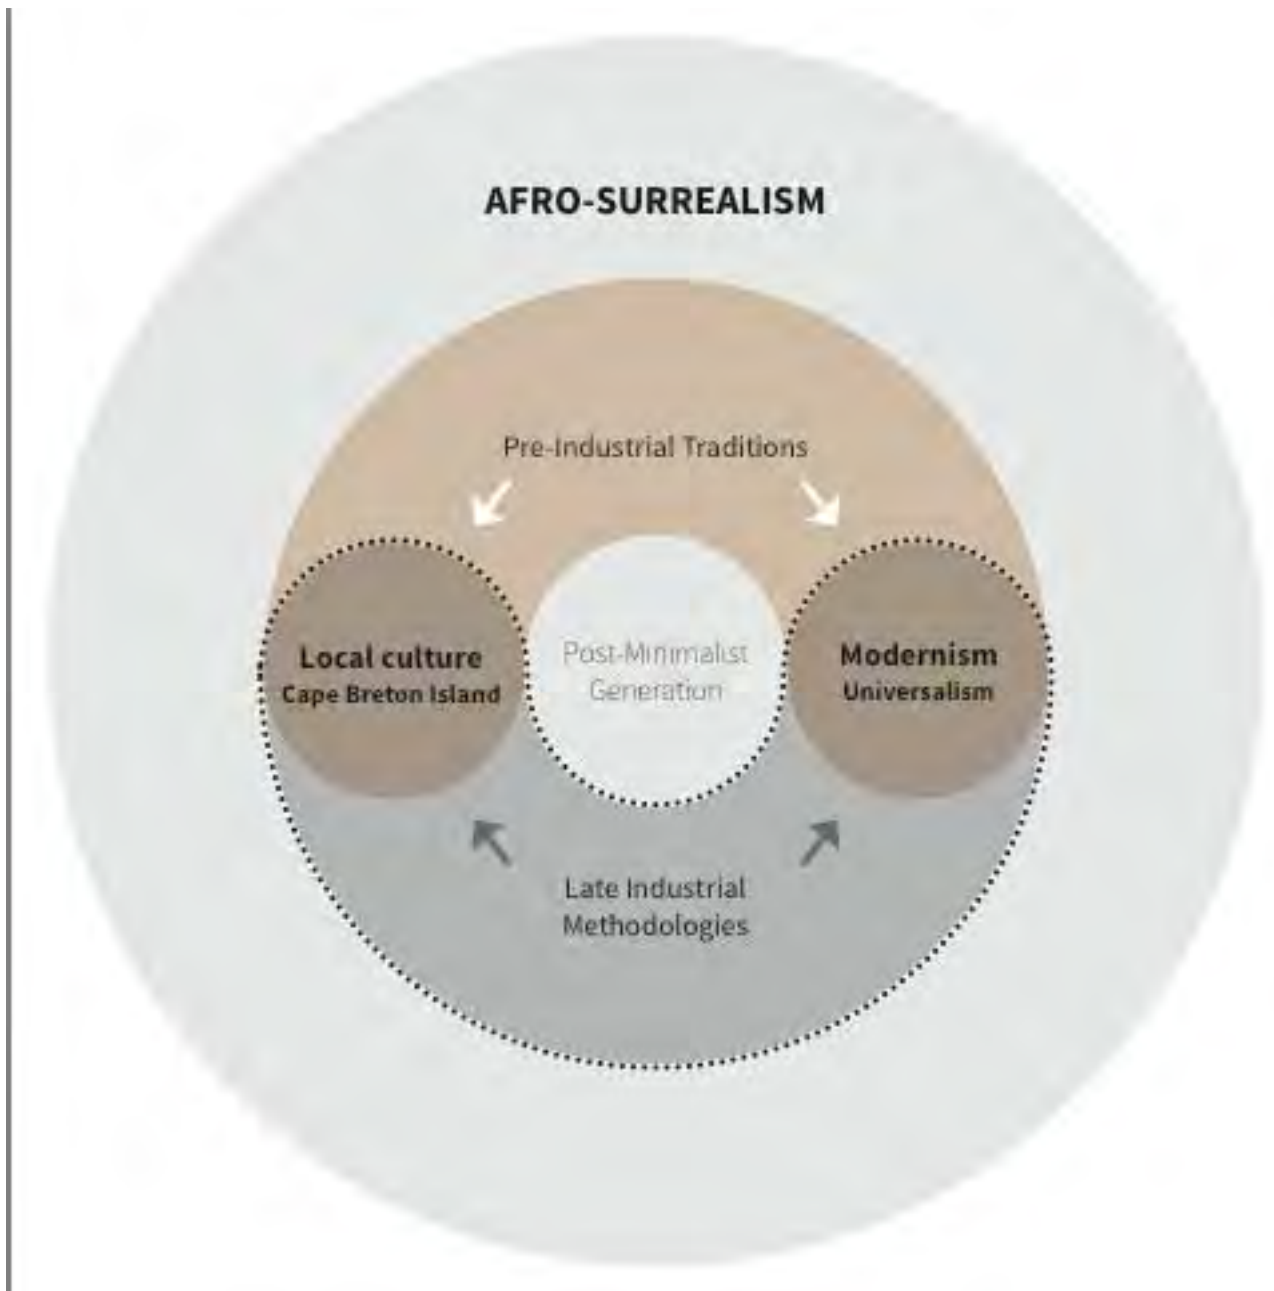 AFRO-SURREALISM
Pre-Industrial Traditions
Local culture
Cape Breton Island
Post-Minimalist
Generation
Modernism
Universalism
Late Industrial
Methodologies